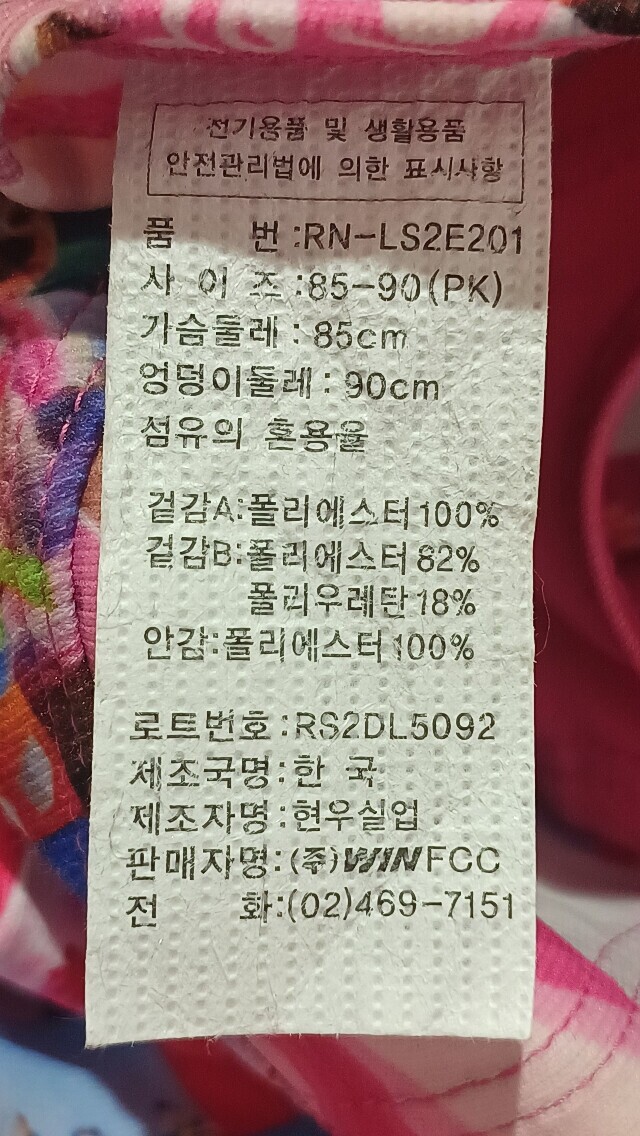 전기용품 및 생활용품
안전관리법에 의한 표시사항
품 번:RN-LS2E201
사 이 즈:85-90(PK)
가슴둘레:85cm
엉덩이둘레:90cm
섬유의 혼용율
겉감A:폴리에스터100%
겉감B:폴리에스터82%
폴리우레탄18%
안감:폴리에스터100%
로트번호:RS2DL5092
제조국명:한 국
제조자명:현우실업
판매자명:(주)WINFCC
전 화:(02)469-7151